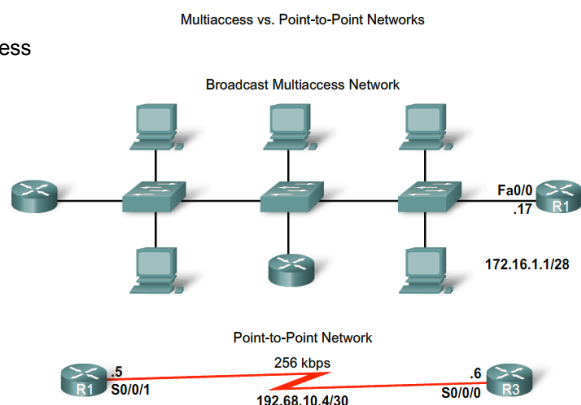 Multiaccess vs. Point-to-Point Networks
ess
Broadcast Multiaccess Network
Fa0/0
.17
R1
172.16.1.1/28
Point-to-Point Network
256 kbps
.5
.6
R1
S0/0/1
S0/0/0
R3
192.68.10.4/30